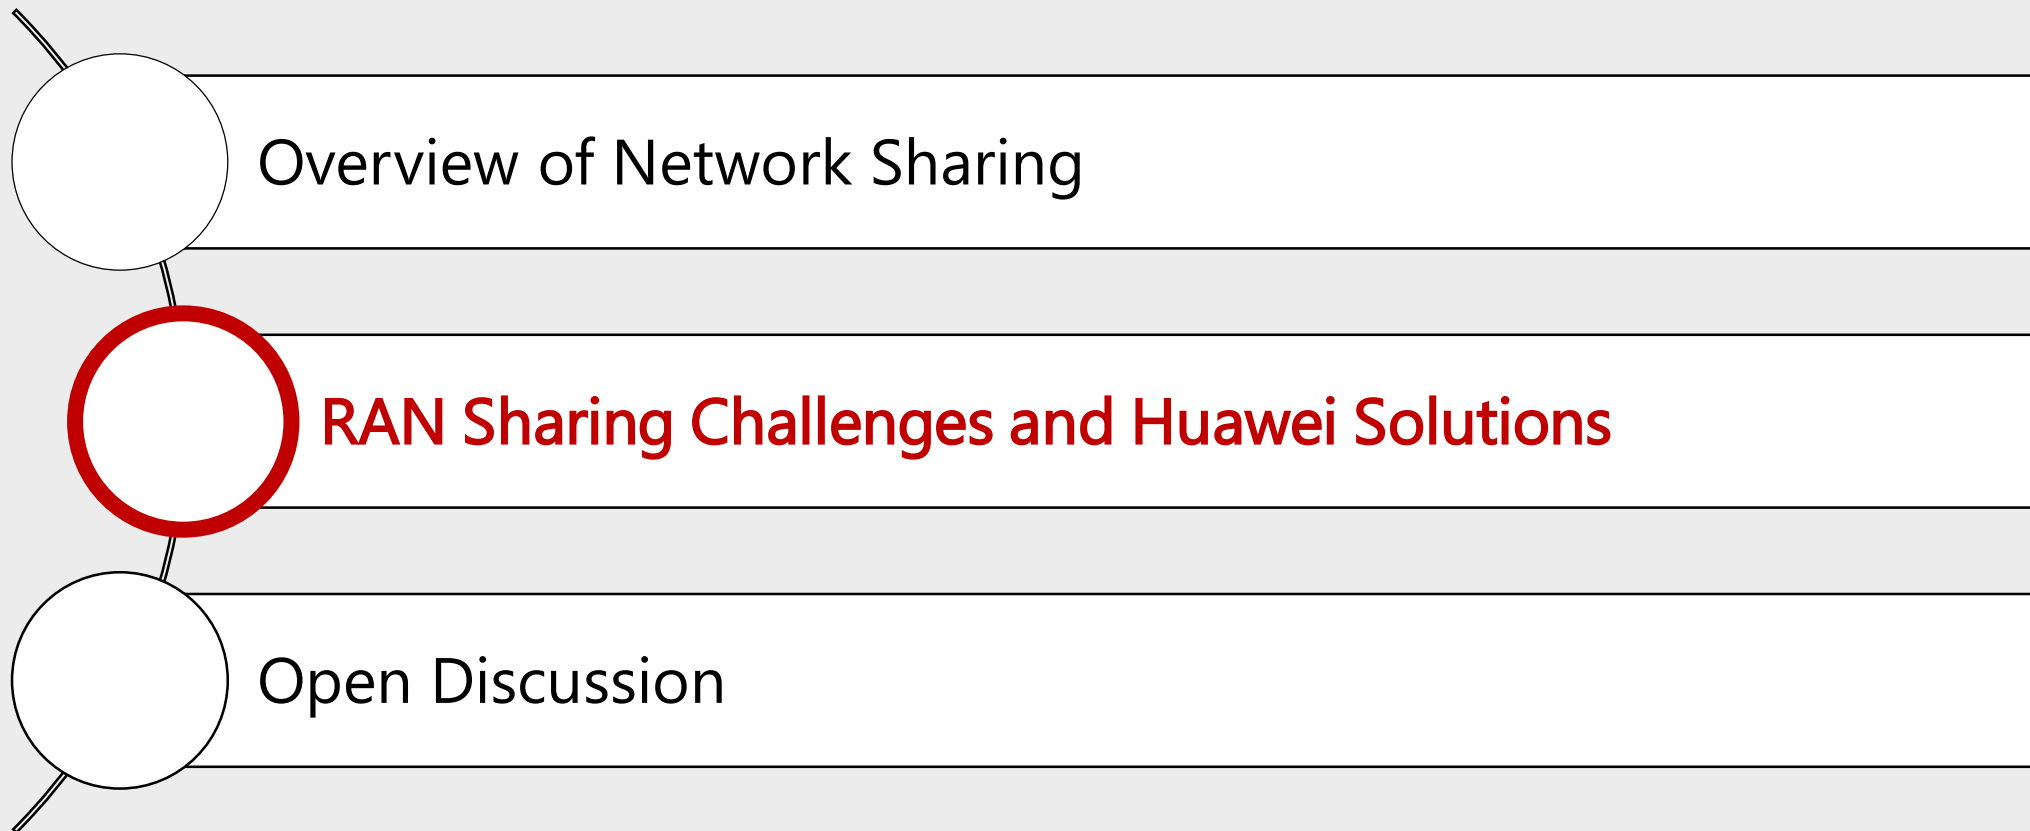 Overview of Network Sharing
RAN Sharing Challenges and Huawei Solutions
Open Discussion